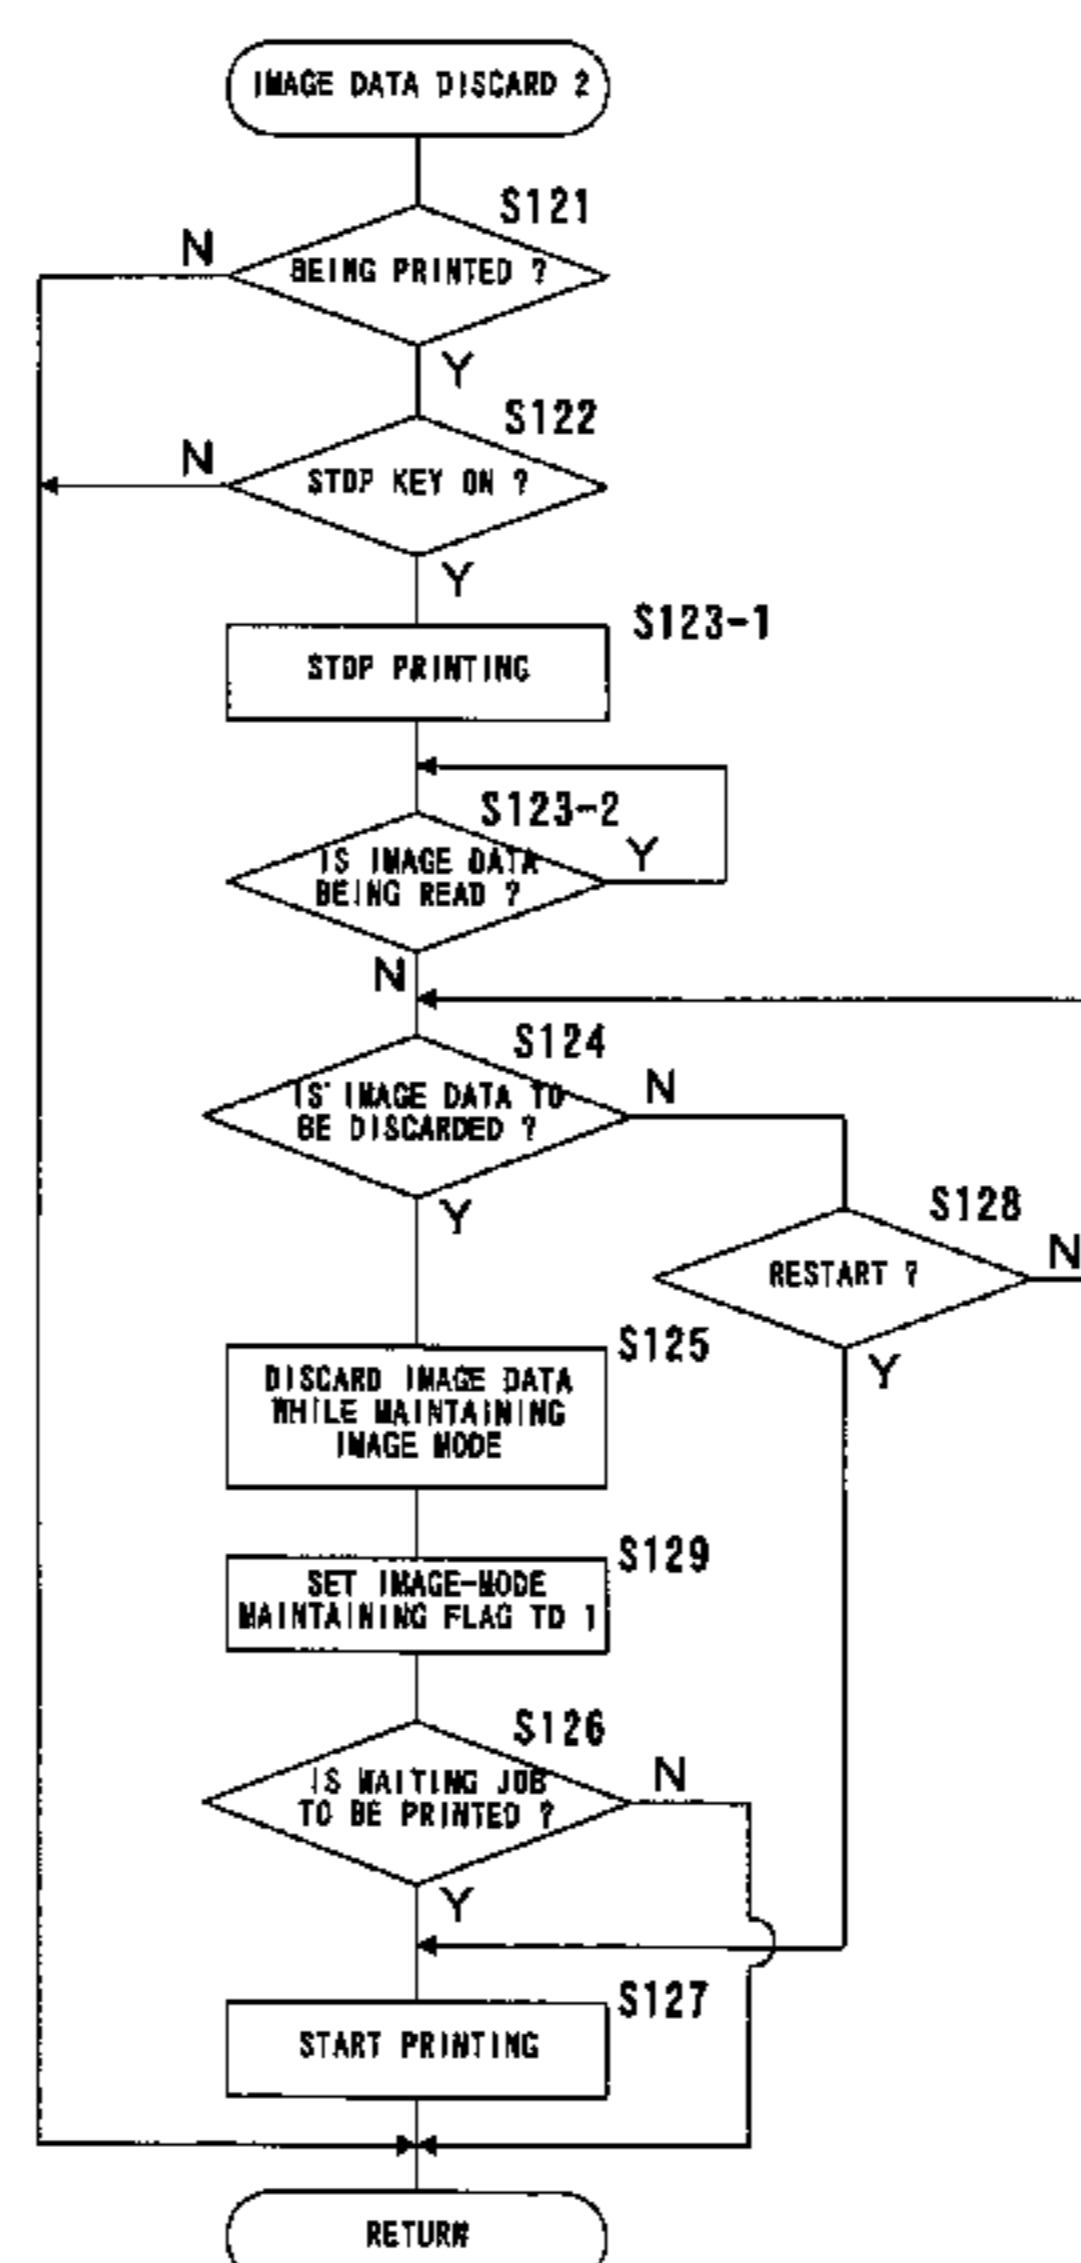 IMAGE DATA DISCARD 2
S121
N
BEING PRINTED ?
Y
S122
N
STOP KEY ON ?
Y
S123-1
STOP PRINTING
S123-2
IS IMAGE DATA
BEING READ ?
Y
N
S124
IS IMAGE DATA TO
BE DISCARDED ?
N
Y
S128
RESTART ?
N
Y
S125
DISCARD IMAGE DATA
WHILE MAINTAINING
IMAGE MODE
S129
SET IMAGE-MODE
MAINTAINING FLAG TO 1
S126
IS WAITING JOB
TO BE PRINTED ?
N
Y
S127
START PRINTING
RETURN